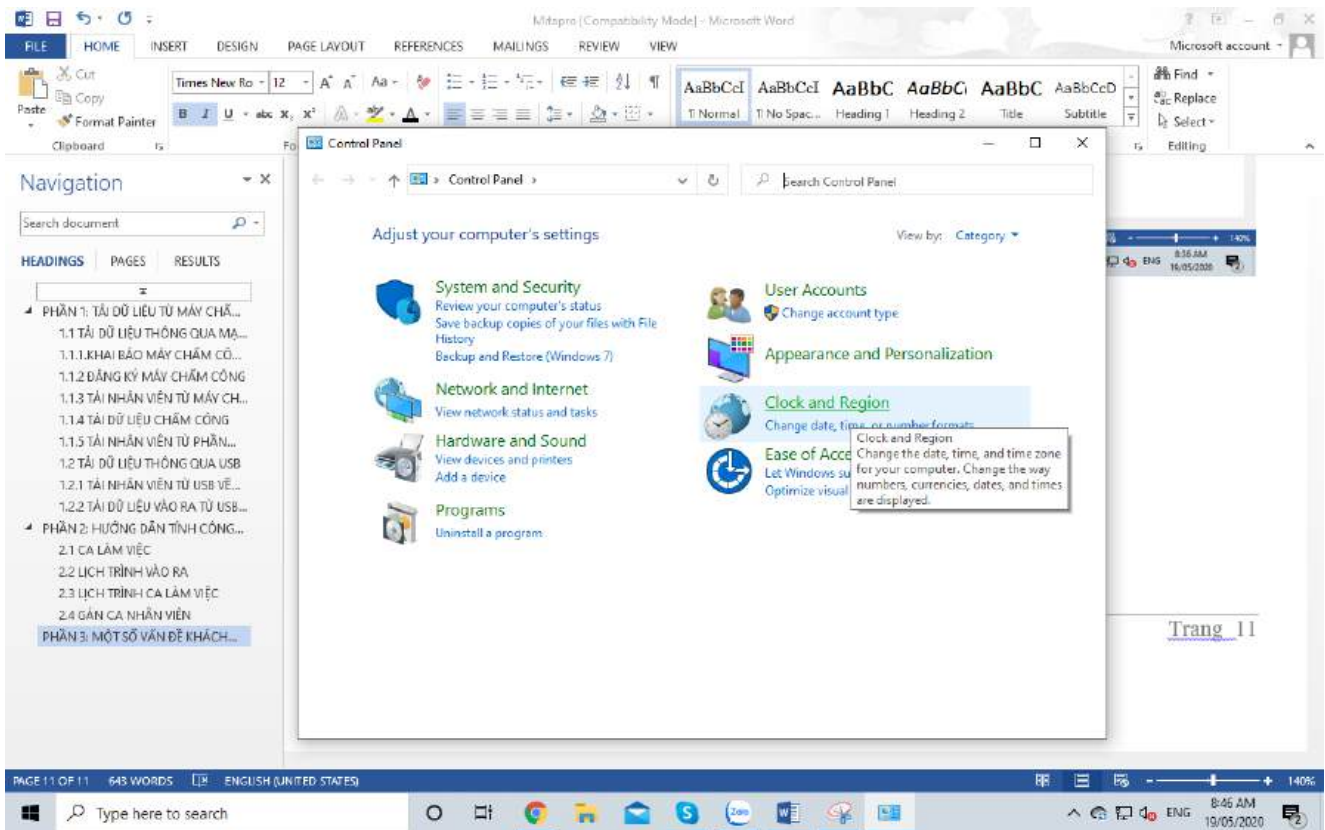 Mitapro [Compatibility Mode] - Microsoft Word
FILE HOME INSERT DESIGN PAGE LAYOUT REFERENCES MAILINGS REVIEW VIEW Microsoft account
Cut
Copy
Format Painter
Paste
Clipboard
Times New Ro 12
AaBbCcI AaBbCcI AaBbC AaBbC AaBbC AaBbCcD
¶ Normal ¶ No Spac... Heading 1 Heading 2 Title Subtitle
Find
Replace
Select
Editing
Navigation
Search document
HEADINGS PAGES RESULTS
PHẦN 1: TẢI DỮ LIỆU TỪ MÁY CHẤ...
1.1 TẢI DỮ LIỆU THÔNG QUA MẠ...
1.1.1.KHAI BÁO MÁY CHẤM CÔ...
1.1.2 ĐĂNG KÝ MÁY CHẤM CÔNG
1.1.3 TẢI NHÂN VIÊN TỪ MÁY CH...
1.1.4 TẢI DỮ LIỆU CHẤM CÔNG
1.1.5 TẢI NHÂN VIÊN TỪ PHẦN...
1.2 TẢI DỮ LIỆU THÔNG QUA USB
1.2.1 TẢI NHÂN VIÊN TỪ USB VỀ...
1.2.2 TẢI DỮ LIỆU VÀO RA TỪ USB...
PHẦN 2: HƯỚNG DẪN TÍNH CÔNG...
2.1 CA LÀM VIỆC
2.2 LỊCH TRÌNH VÀO RA
2.3 LỊCH TRÌNH CA LÀM VIỆC
2.4 GÁN CA NHÂN VIÊN
PHẦN 3: MỘT SỐ VẤN ĐỀ KHÁCH...
Control Panel
Control Panel
Search Control Panel
Adjust your computer's settings
View by: Category
System and Security
Review your computer's status
Save backup copies of your files with File
History
Backup and Restore (Windows 7)
Network and Internet
View network status and tasks
Hardware and Sound
View devices and printers
Add a device
Programs
Uninstall a program
User Accounts
Change account type
Appearance and Personalization
Clock and Region
Change date, time, or number formats
Ease of Acce
Let Windows su
Optimize visual
Clock and Region
Change the date, time, and time zone
for your computer. Change the way
numbers, currencies, dates, and times
are displayed.
140%
ENG 8:36 AM
19/05/2020
Trang 11
PAGE 11 OF 11 643 WORDS ENGLISH (UNITED STATES) 140%
Type here to search
Zalo
ENG 8:46 AM
19/05/2020